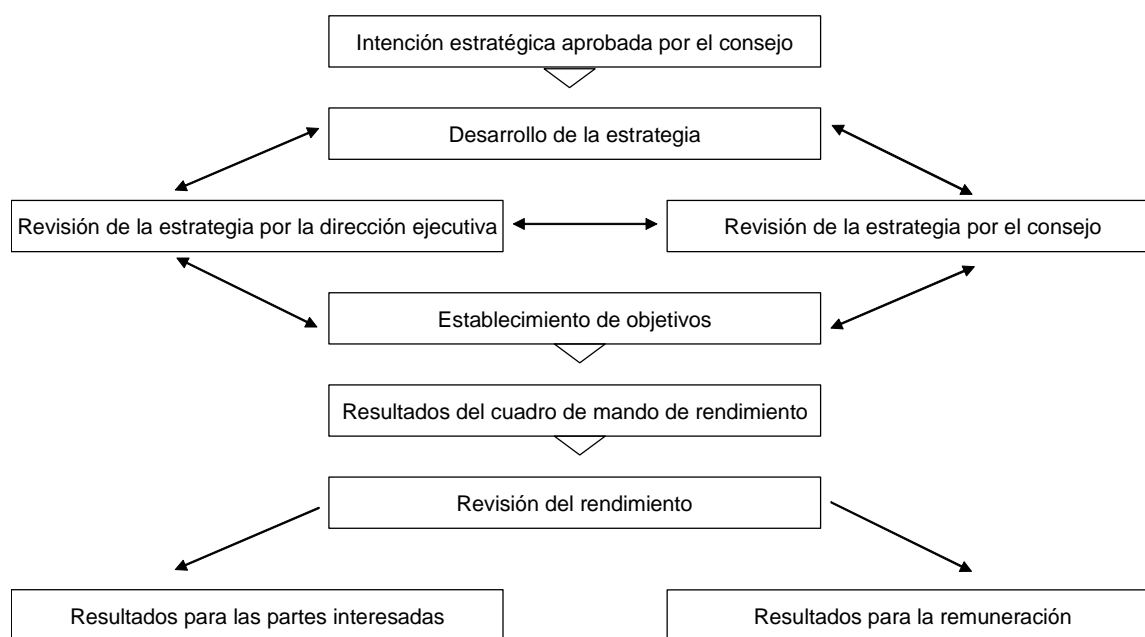 Intención estratégica aprobada por el consejo
Desarrollo de la estrategia
Revisión de la estrategia por la dirección ejecutiva
Revisión de la estrategia por el consejo
Establecimiento de objetivos
Resultados del cuadro de mando de rendimiento
Revisión del rendimiento
Resultados para las partes interesadas
Resultados para la remuneración